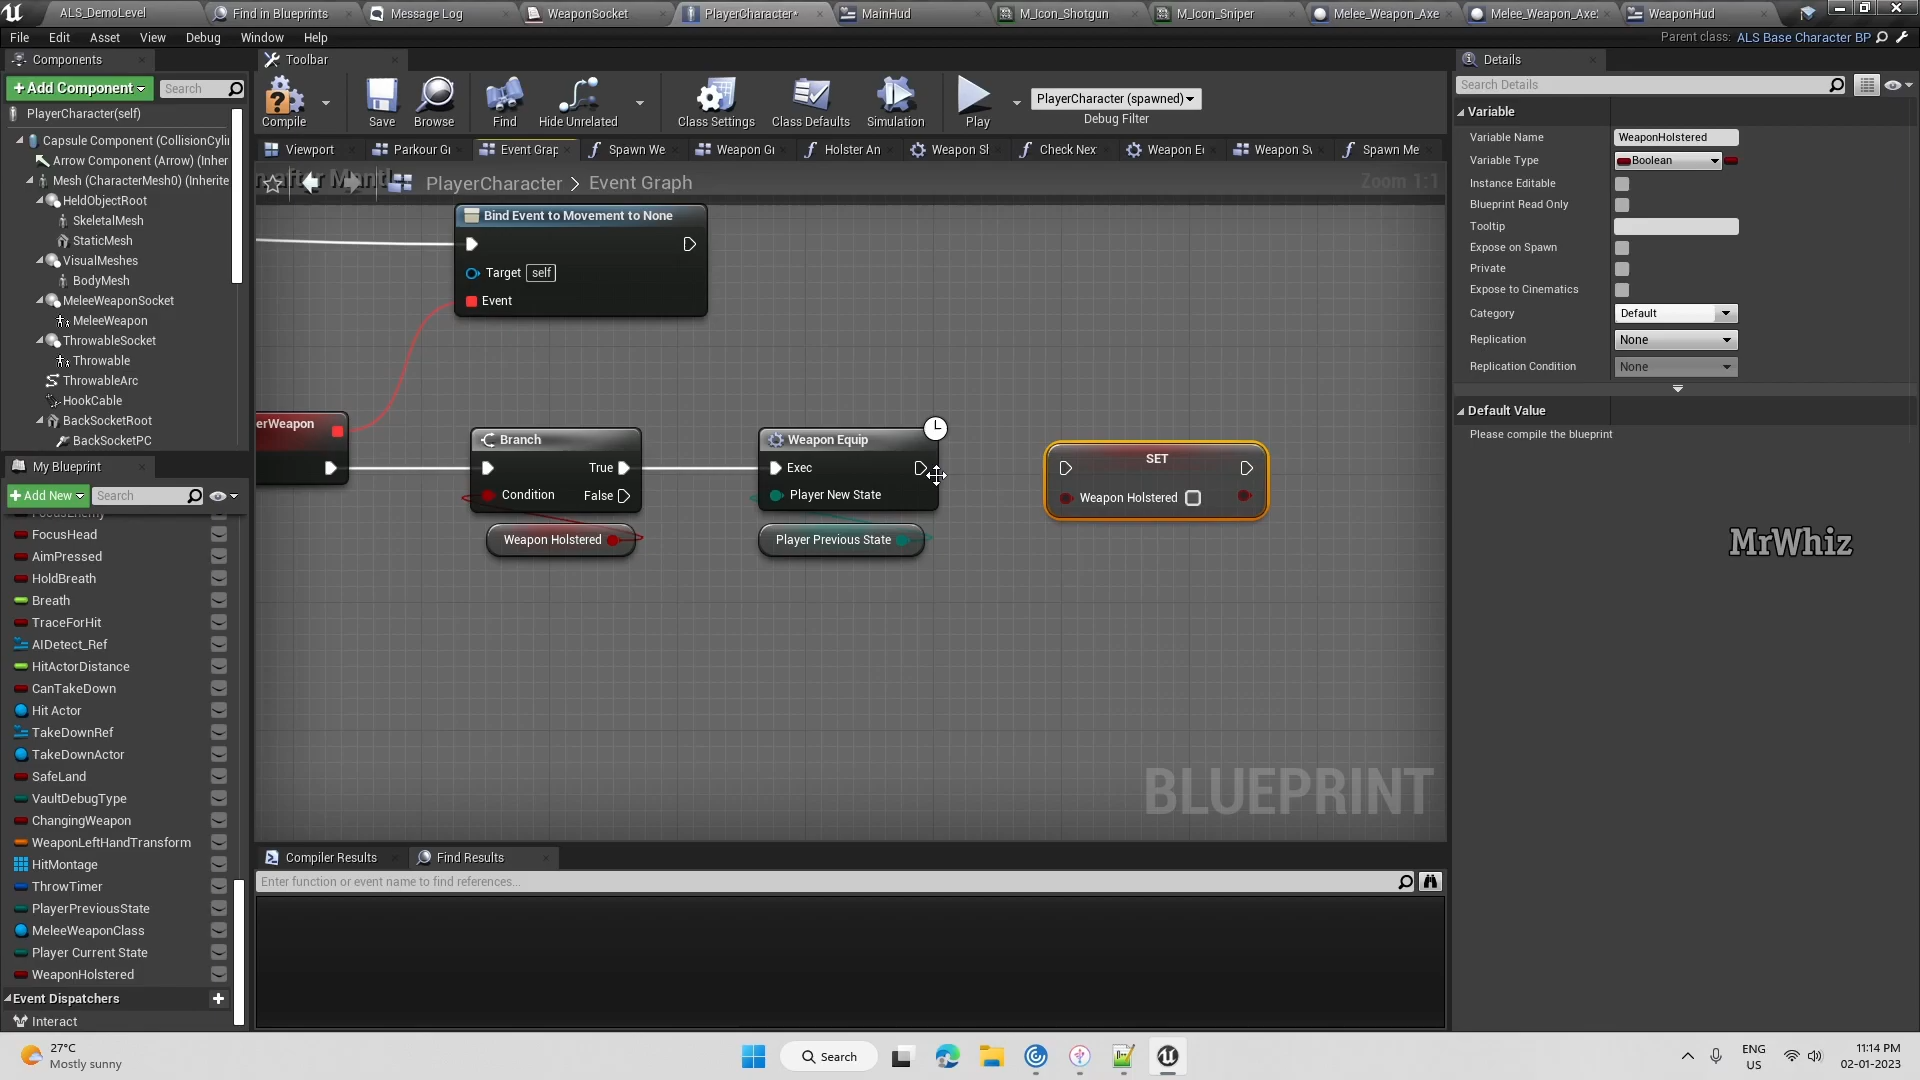 ALS_DemoLevel
Find in Blueprints
Message Log
WeaponSocket
PlayerCharacter*
MainHud
M_Icon_Shotgun
M_Icon_Sniper
Melee_Weapon_Axe
Melee_Weapon_Axe
WeaponHud
File Edit Asset View Debug Window Help
Parent class: ALS Base Character BP
Components
Toolbar
Details
+Add Component
Search
PlayerCharacter(self)
Capsule Component (CollisionCyli
Arrow Component (Arrow) (Inher
Mesh (CharacterMesh0) (Inherite
HeldObjectRoot
SkeletalMesh
StaticMesh
VisualMeshes
BodyMesh
MeleeWeaponSocket
MeleeWeapon
ThrowableSocket
Throwable
ThrowableArc
HookCable
BackSocketRoot
BackSocketPC
Compile
Save
Browse
Find
Hide Unrelated
Class Settings
Class Defaults
Simulation
Play
PlayerCharacter (spawned)
Debug Filter
Viewport
Parkour Gr
Event Grap
Spawn We
Weapon Gr
Holster An
Weapon Sl
Check Nex
Weapon E
Weapon Sv
Spawn Me
PlayerCharacter > Event Graph
Zoom 1:1
Bind Event to Movement to None
Target self
Event
erWeapon
Branch
True
Condition
False
Weapon Holstered
Weapon Equip
Exec
Player New State
Player Previous State
SET
Weapon Holstered
BLUEPRINT
My Blueprint
+Add New
Search
FocusEnemy
FocusHead
AimPressed
HoldBreath
Breath
TraceForHit
AIDetect_Ref
HitActorDistance
CanTakeDown
Hit Actor
TakeDownRef
TakeDownActor
SafeLand
VaultDebugType
ChangingWeapon
WeaponLeftHandTransform
HitMontage
ThrowTimer
PlayerPreviousState
MeleeWeaponClass
Player Current State
WeaponHolstered
Event Dispatchers
Interact
Compiler Results
Find Results
Enter function or event name to find references...
Search Details
Variable
Variable Name WeaponHolstered
Variable Type Boolean
Instance Editable
Blueprint Read Only
Tooltip
Expose on Spawn
Private
Expose to Cinematics
Category Default
Replication None
Replication Condition None
Default Value
Please compile the blueprint
MrWhiz
27°C
Mostly sunny
Search
ENG
US
11:14 PM
02-01-2023